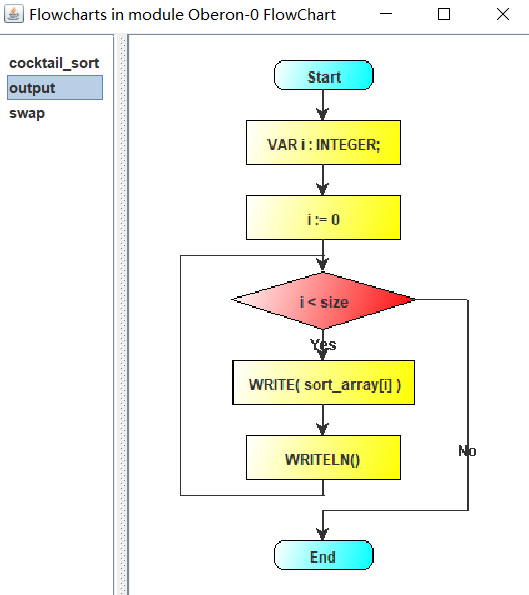 Flowcharts in module Oberon-0 FlowChart
cocktail_sort
output
swap
Start
VAR i : INTEGER;
i := 0
i < size
Yes
WRITE( sort_array[i] )
WRITELN()
No
End